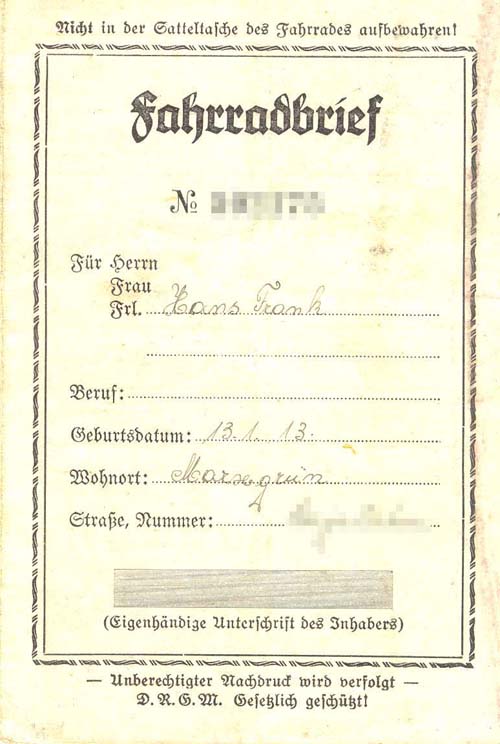 Nicht in der Satteltasche des Fahrrades aufbewahren!
Fahrradbrief
№
Für Herrn
Frau
Frl. Hans Frank
Beruf:
Geburtsdatum: 13. 1. 13.
Wohnort:
Straße, Nummer:
(Eigenhändige Unterschrift des Inhabers)
— Unberechtigter Nachdruck wird verfolgt —
D. R. G. M. Gesetzlich geschützt!